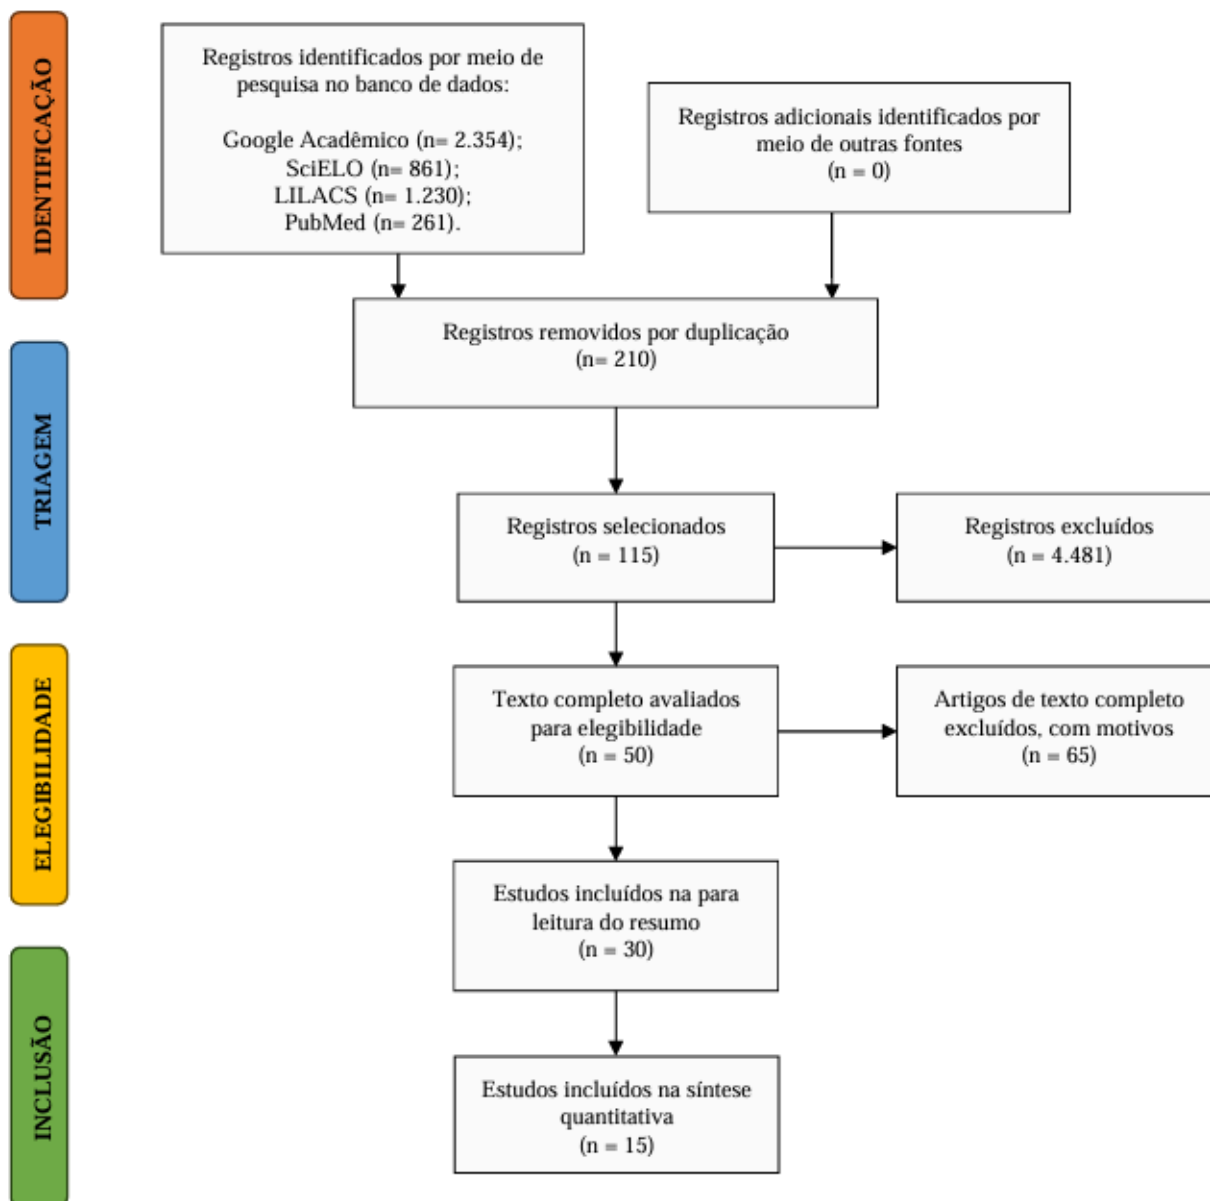 IDENTIFICAÇÃO
Registros identificados por meio de
pesquisa no banco de dados:
Google Acadêmico (n= 2.354);
SciELO (n= 861);
LILACS (n= 1.230);
PubMed (n= 261).
Registros adicionais identificados por
meio de outras fontes
(n = 0)
Registros removidos por duplicação
(n= 210)
TRIAGEM
Registros selecionados
(n = 115)
Registros excluídos
(n = 4.481)
ELEGIBILIDADE
Texto completo avaliados
para elegibilidade
(n = 50)
Artigos de texto completo
excluídos, com motivos
(n = 65)
Estudos incluídos na para
leitura do resumo
(n = 30)
INCLUSÃO
Estudos incluídos na síntese
quantitativa
(n = 15)